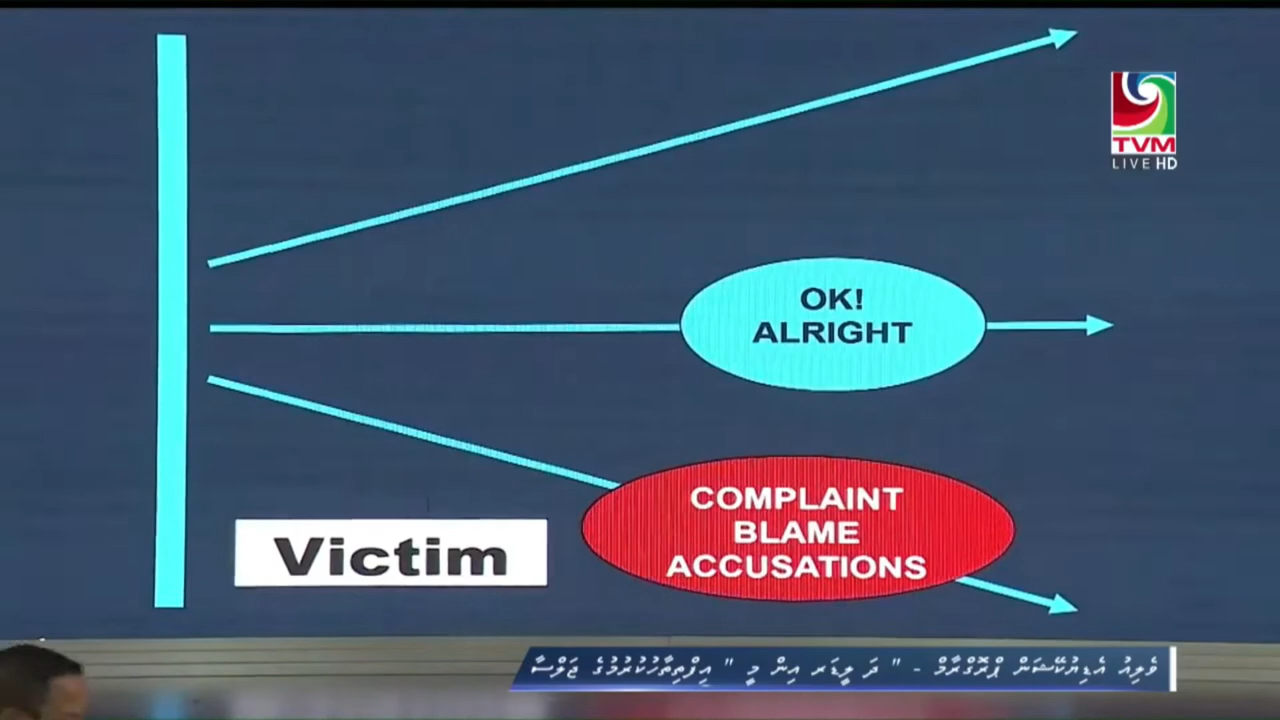 TVM
LIVE HD
OK!
ALRIGHT
COMPLAINT
BLAME
ACCUSATIONS
Victim
ވެލިއު އެޑިޔުކޭޝަން ޕްރޮގްރާމް - " ދަ ލީޑަރ އިން މީ " އިފްތިތާހުކުރުމުގެ ޖަލްސާ